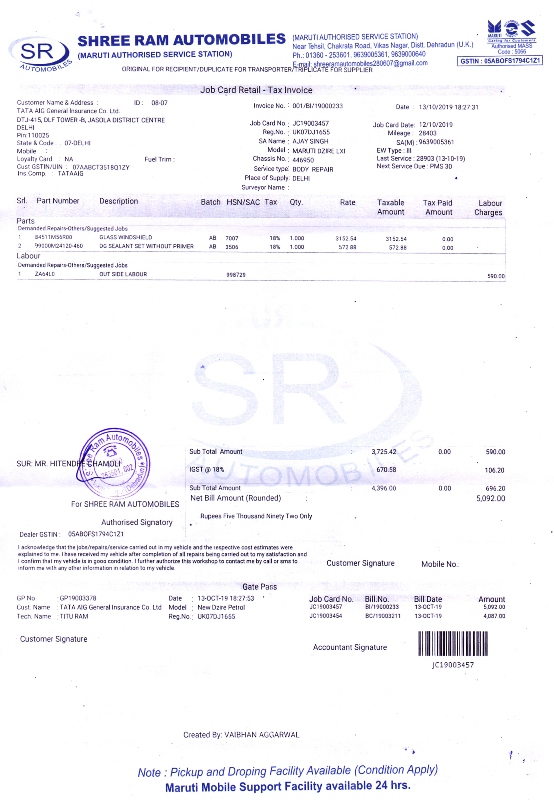 SR
AUTOMOBILES
SHREE RAM AUTOMOBILES
(MARUTI AUTHORISED SERVICE STATION)
(MARUTI AUTHORISED SERVICE STATION)
Near Tehsil, Chakrata Road, Vikas Nagar, Distt. Dehradun (U.K.)
Ph.: 01360 - 253601, 9639005361, 9639000640
E-mail: shreeramautomobiles280607@gmail.com
Authorised MASS
Code : 5066
GSTIN : 05ABOFS1794C1Z1
ORIGINAL FOR RECIPIENT/DUPLICATE FOR TRANSPORTER/TRIPLICATE FOR SUPPLIER
Job Card Retail - Tax Invoice
Customer Name & Address : ID : 08-07
TATA AIG General Insurance Co. Ltd.
DTJ-415, DLF TOWER -B, JASOLA DISTRICT CENTRE
DELHI
Pin:110025
State & Code : 07-DELHI
Mobile :
Loyalty Card : NA Fuel Trim :
Cust GSTIN/UIN : 07AABCT3518Q1ZY
Ins Comp. : TATAAIG
Invoice No. : 001/BI/19000233
Job Card No. : JC19003457
Reg.No. : UK07DJ1655
SA Name : AJAY SINGH
Model : MARUTI DZIRE LXI
Chassis No. : 446950
Service type: BODY REPAIR
Place of Supply: DELHI
Surveyor Name :
Date : 13/10/2019 18:27:31
Job Card Date: 12/10/2019
Mileage : 28403
SA(M) : 9639005361
EW Type : III
Last Service : 28903 (13-10-19)
Next Service Due : PMS 30
Srl. Part Number Description Batch HSN/SAC Tax Qty. Rate Taxable Amount Tax Paid Amount Labour Charges
Parts
Demanded Repairs-Others/Suggested Jobs
1 84511M56R00 GLASS WINDSHIELD AB 7007 18% 1.000 3152.54 3152.54 0.00
2 99000M24120-460 DG SEALANT SET WITHOUT PRIMER AB 3506 18% 1.000 572.88 572.88 0.00
Labour
Demanded Repairs-Others/Suggested Jobs
1 ZA64L0 OUT SIDE LABOUR 998729 590.00
SR
AUTOMOBILES
Sub Total Amount : 3,725.42 0.00 590.00
IGST @ 18% 670.58 106.20
Sub Total Amount : 4,396.00 0.00 696.20
Net Bill Amount (Rounded) : 5,092.00
Rupees Five Thousand Ninety Two Only
SUR: MR. HITENDRE CHAMOLI
For SHREE RAM AUTOMOBILES
Authorised Signatory
Dealer GSTIN : 05ABOFS1794C1Z1
I acknowledge that the jobs/repairs/service carried out in my vehicle and the respective cost estimates were
explained to me. I have received my vehicle after completion of all repairs being carried out to my satisfaction and
I confirm that my vehicle is in good condition. I further authorize this workshop to contact me by call or sms to
inform me with any other information in relation to my vehicle.
Customer Signature Mobile No.
Gate Pass
GP No : GP19003378 Date : 13-OCT-19 18:27:53
Cust. Name : TATA AIG General Insurance Co. Ltd Model : New Dzire Petrol
Tech. Name : TITU RAM Reg.No.: UK07DJ1655
Job Card No. Bill.No. Bill Date Amount
JC19003457 BI/19000233 13-OCT-19 5,092.00
JC19003454 BC/19003211 13-OCT-19 4,087.00
Customer Signature
Accountant Signature
JC19003457
Created By: VAIBHAN AGGARWAL
Note : Pickup and Droping Facility Available (Condition Apply)
Maruti Mobile Support Facility available 24 hrs.